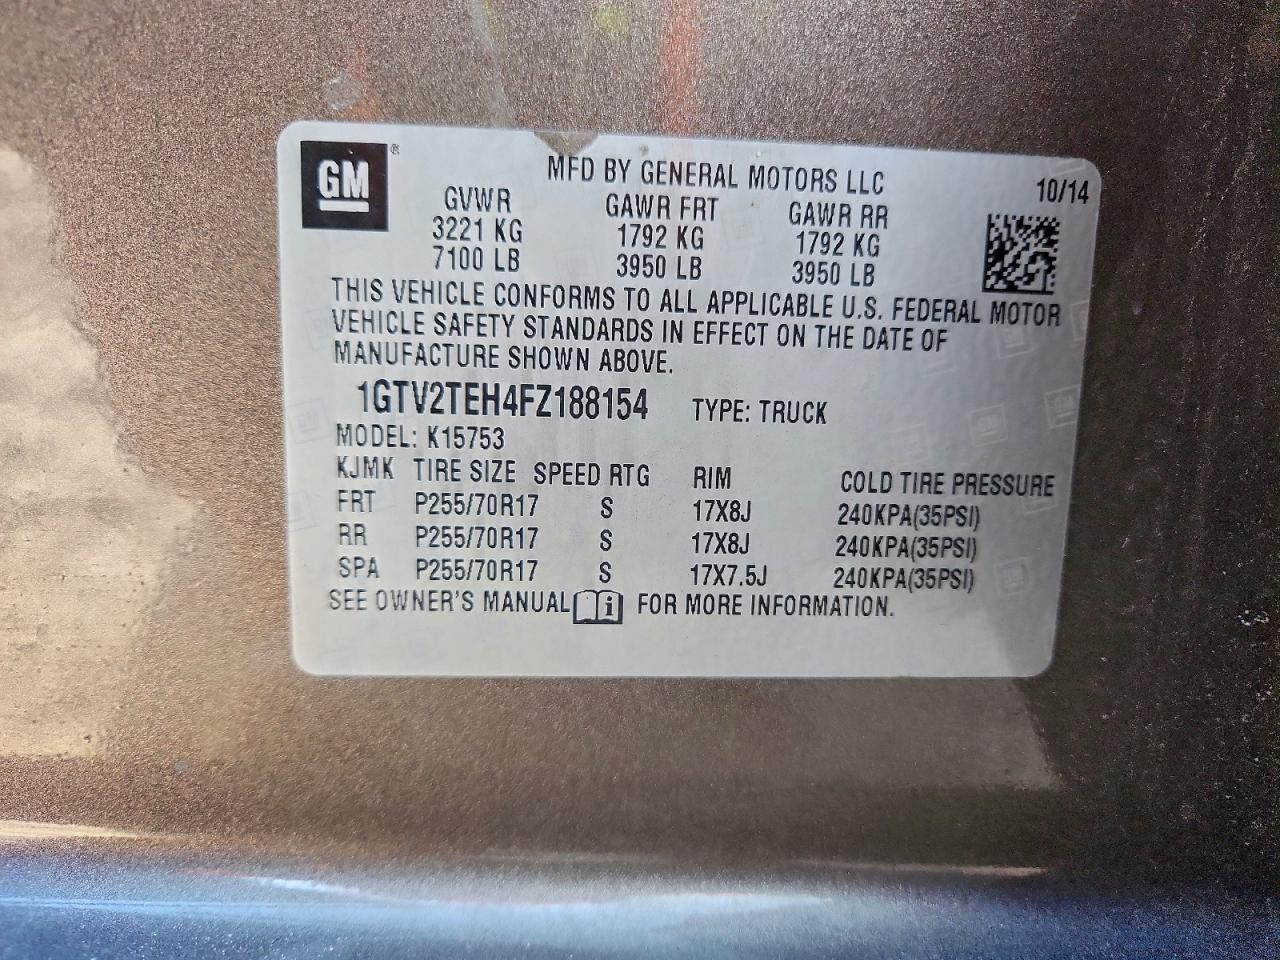 GM ®
MFD BY GENERAL MOTORS LLC
10/14
GVWR GAWR FRT GAWR RR
3221 KG 1792 KG 1792 KG
7100 LB 3950 LB 3950 LB
THIS VEHICLE CONFORMS TO ALL APPLICABLE U.S. FEDERAL MOTOR
VEHICLE SAFETY STANDARDS IN EFFECT ON THE DATE OF
MANUFACTURE SHOWN ABOVE.
1GTV2TEH4FZ188154 TYPE: TRUCK
MODEL: K15753
KJMK TIRE SIZE SPEED RTG RIM COLD TIRE PRESSURE
FRT P255/70R17 S 17X8J 240KPA(35PSI)
RR P255/70R17 S 17X8J 240KPA(35PSI)
SPA P255/70R17 S 17X7.5J 240KPA(35PSI)
SEE OWNER'S MANUAL i FOR MORE INFORMATION.